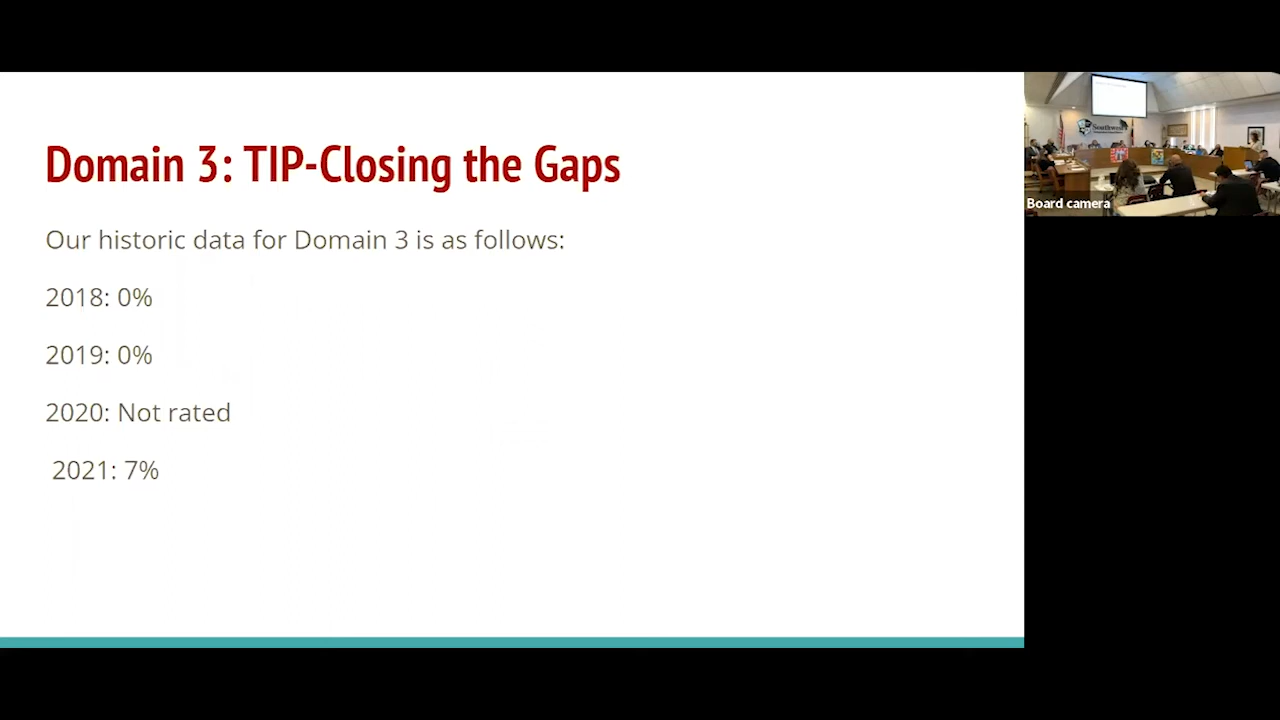 Domain 3: TIP-Closing the Gaps
Our historic data for Domain 3 is as follows:
2018: 0%
2019: 0%
2020: Not rated
2021: 7%
Southwest
Board camera